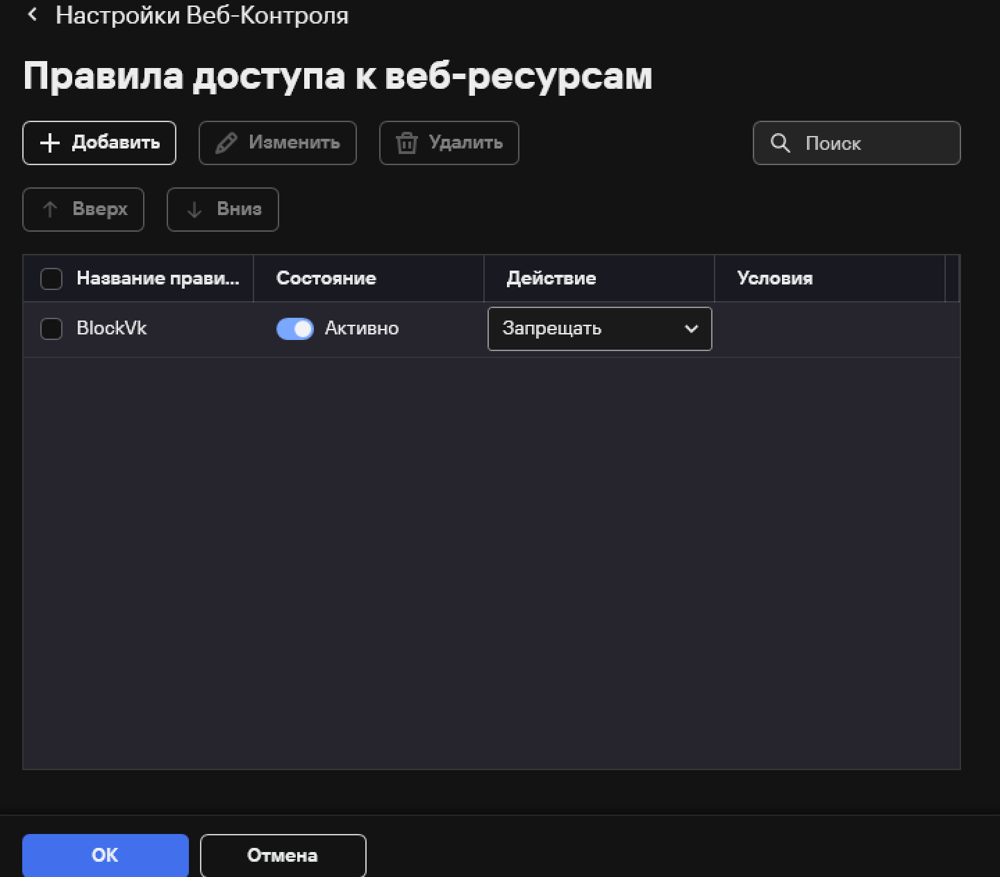 Настройки Веб-Контроля
Правила доступа к веб-ресурсам
Добавить Изменить Удалить Поиск
Вверх Вниз
Название прави... Состояние Действие Условия
BlockVk Активно Запрещать
ОК Отмена